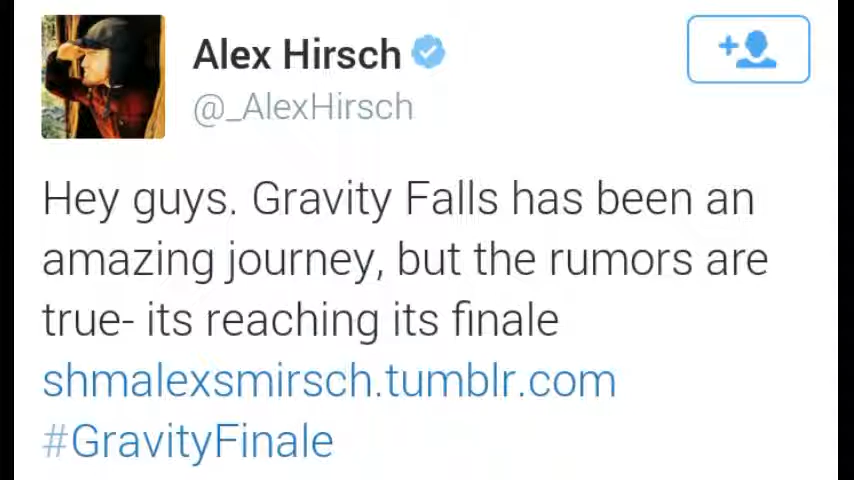 Alex Hirsch
@_AlexHirsch
Hey guys. Gravity Falls has been an
amazing journey, but the rumors are
true- its reaching its finale
shmalexsmirsch.tumblr.com
#GravityFinale